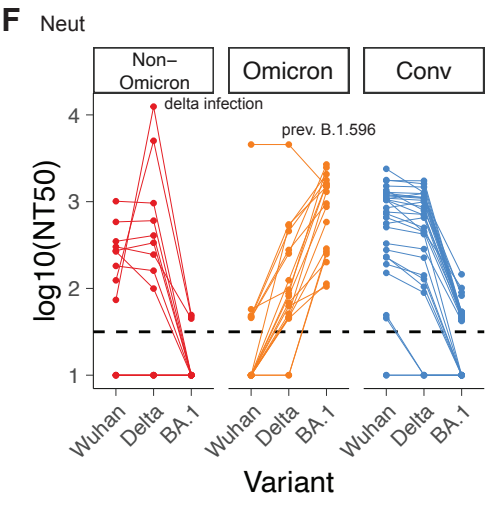 F Neut
Non–
Omicron
Omicron
Conv
delta infection
prev. B.1.596
log10(NT50)
4
3
2
1
Wuhan
Delta
BA.1
Wuhan
Delta
BA.1
Wuhan
Delta
BA.1
Variant